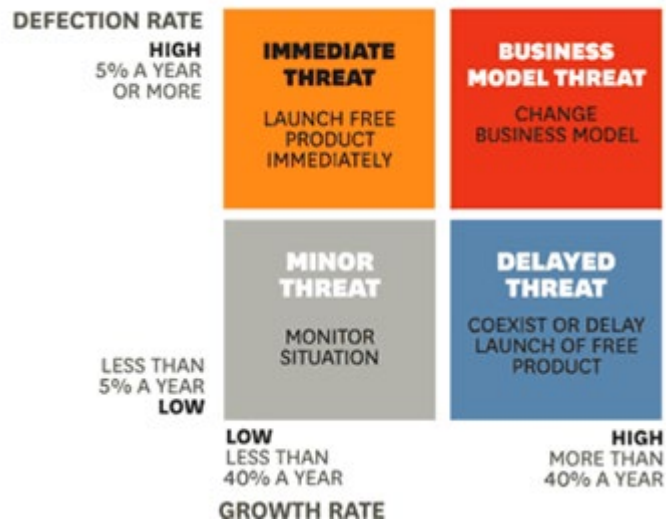 DEFECTION RATE
HIGH
5% A YEAR
OR MORE
IMMEDIATE
THREAT
LAUNCH FREE
PRODUCT
IMMEDIATELY
BUSINESS
MODEL THREAT
CHANGE
BUSINESS MODEL
MINOR
THREAT
MONITOR
SITUATION
DELAYED
THREAT
COEXIST OR DELAY
LAUNCH OF FREE
PRODUCT
LESS THAN
5% A YEAR
LOW
LOW
LESS THAN
40% A YEAR
HIGH
MORE THAN
40% A YEAR
GROWTH RATE